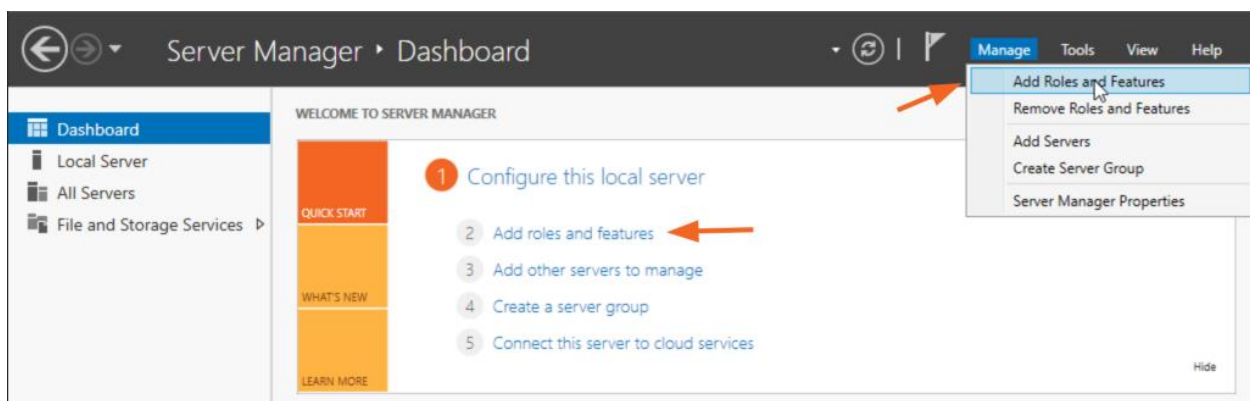 Server Manager ‣ Dashboard
Manage Tools View Help
Add Roles and Features
Remove Roles and Features
Add Servers
Create Server Group
Server Manager Properties
Dashboard
Local Server
All Servers
File and Storage Services
WELCOME TO SERVER MANAGER
QUICK START
WHAT'S NEW
LEARN MORE
1 Configure this local server
2 Add roles and features
3 Add other servers to manage
4 Create a server group
5 Connect this server to cloud services
Hide